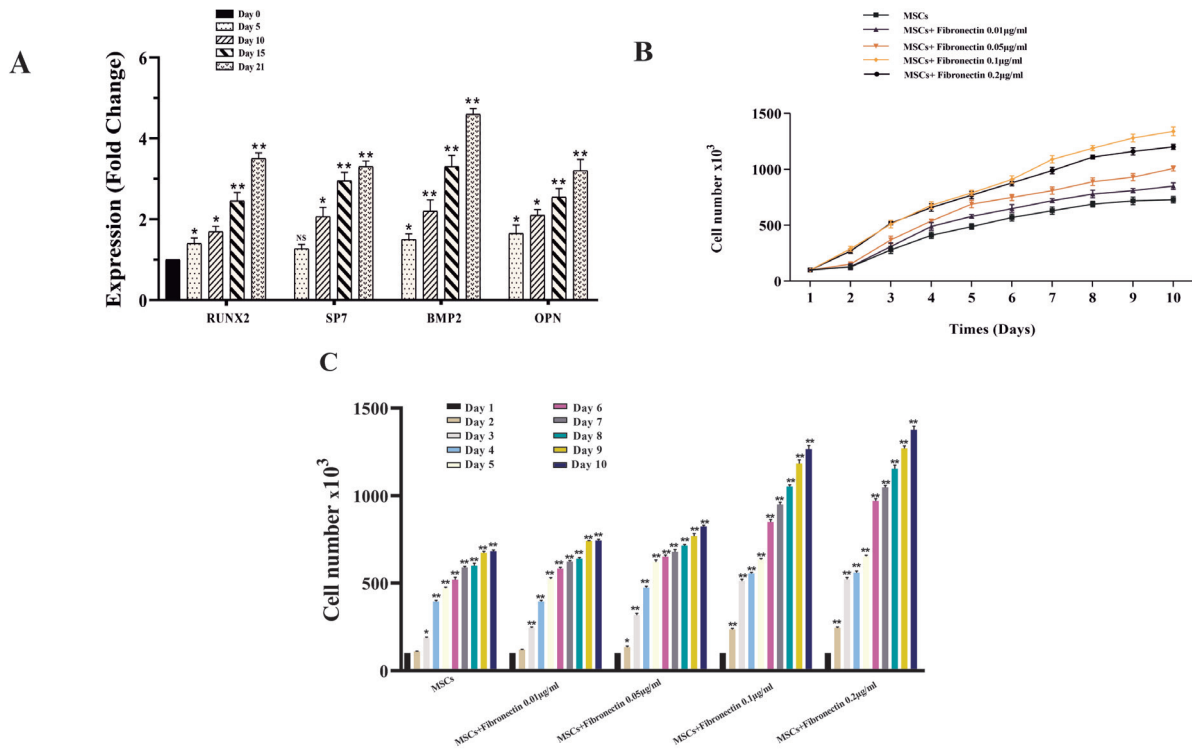 A
Day 0
Day 5
Day 10
Day 15
Day 21
Expression (Fold Change)
6
4
2
0
* * ** **
NS * ** **
* * ** **
* * ** **
RUNX2 SP7 BMP2 OPN
B
MSCs
MSCs+ Fibronectin 0.01µg/ml
MSCs+ Fibronectin 0.05µg/ml
MSCs+ Fibronectin 0.1µg/ml
MSCs+ Fibronectin 0.2µg/ml
Cell number x10³
1500
1000
500
0
1 2 3 4 5 6 7 8 9 10
Times (Days)
C
Day 1 Day 6
Day 2 Day 7
Day 3 Day 8
Day 4 Day 9
Day 5 Day 10
Cell number x10³
1500
1000
500
0
* ** ** ** ** ** ** **
** ** ** ** ** ** ** **
* ** ** ** ** ** ** ** **
** ** ** ** ** ** ** ** **
** ** ** ** ** ** ** ** **
MSCs
MSCs+Fibronectin 0.01µg/ml
MSCs+Fibronectin 0.05µg/ml
MSCs+Fibronectin 0.1µg/ml
MSCs+Fibronectin 0.2µg/ml